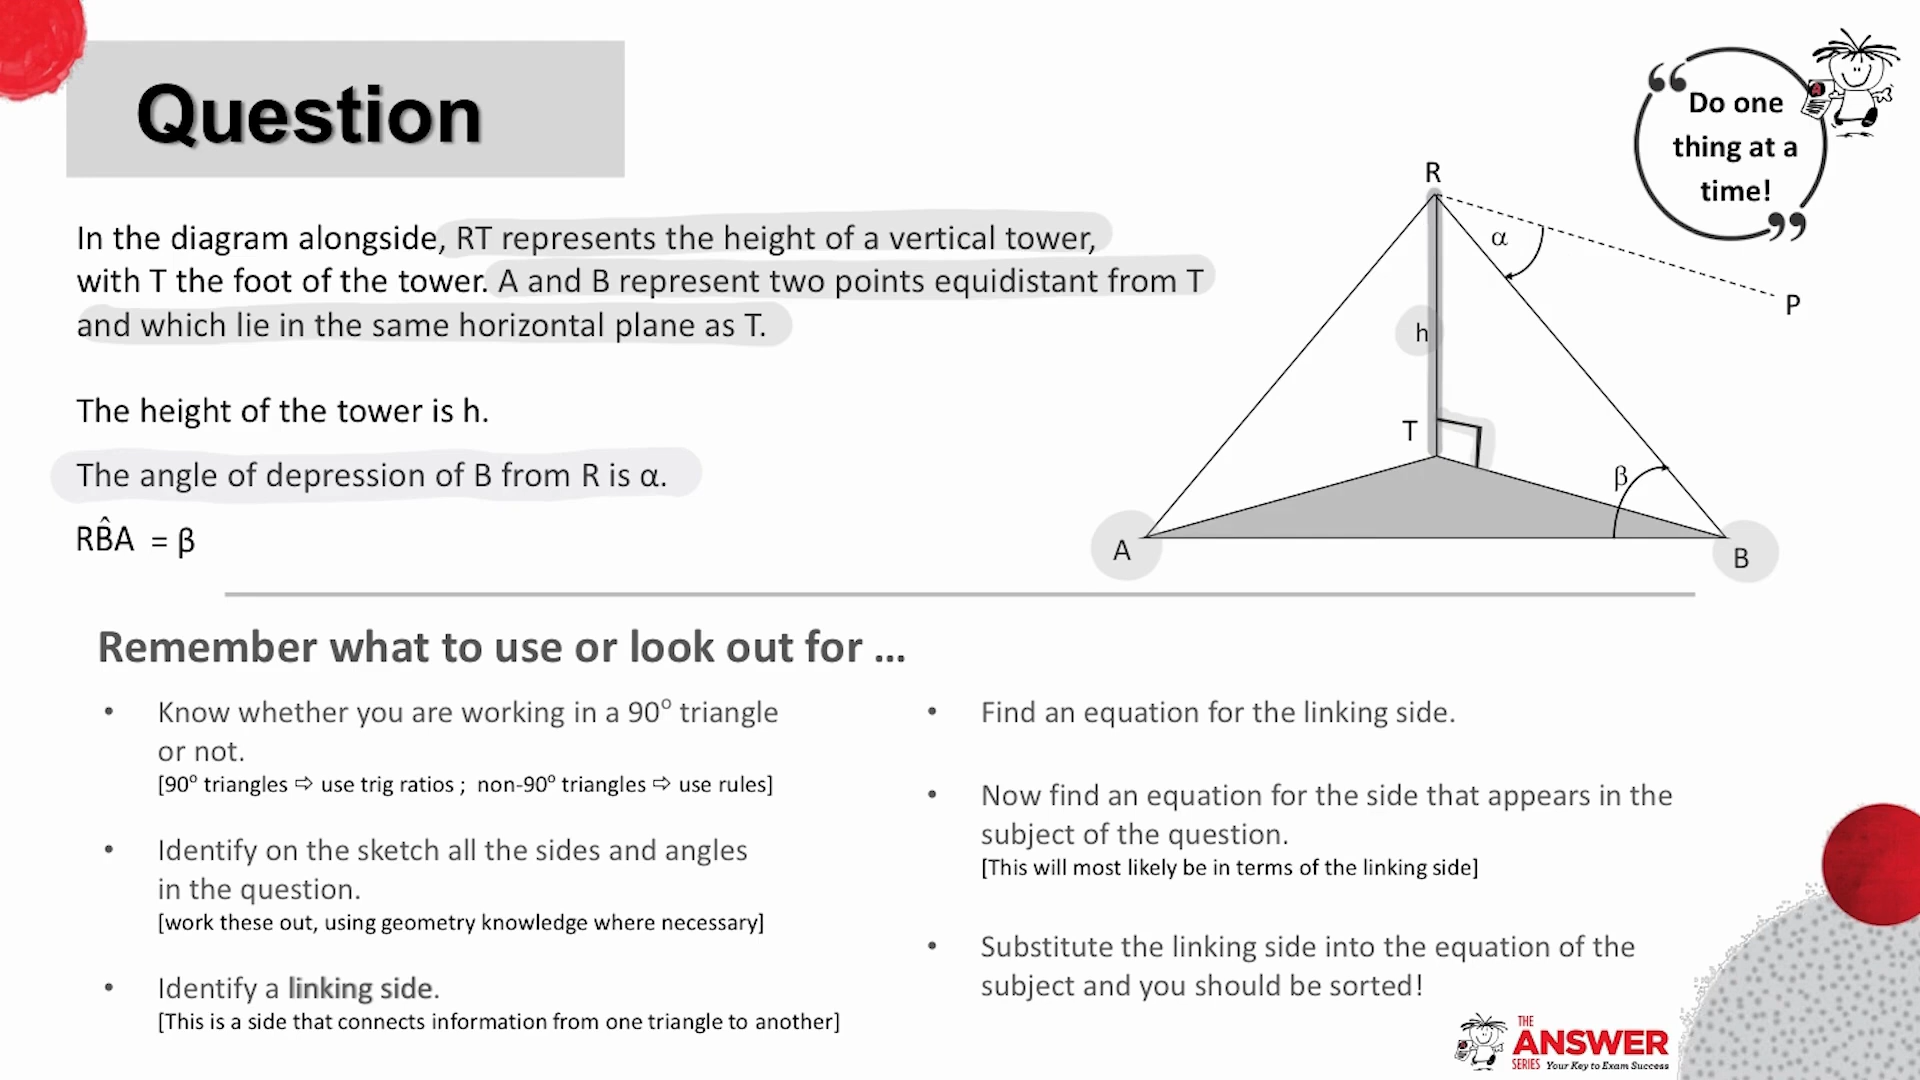 Question
“ Do one
thing at a
time! ”
In the diagram alongside, RT represents the height of a vertical tower,
with T the foot of the tower. A and B represent two points equidistant from T
and which lie in the same horizontal plane as T.
The height of the tower is h.
The angle of depression of B from R is α.
RB̂A = β
R
α
P
h
T
β
A
B
Remember what to use or look out for ...
• Know whether you are working in a 90° triangle
or not.
[90° triangles ⇨ use trig ratios ; non-90° triangles ⇨ use rules]
• Identify on the sketch all the sides and angles
in the question.
[work these out, using geometry knowledge where necessary]
• Identify a linking side.
[This is a side that connects information from one triangle to another]
• Find an equation for the linking side.
• Now find an equation for the side that appears in the
subject of the question.
[This will most likely be in terms of the linking side]
• Substitute the linking side into the equation of the
subject and you should be sorted!
THE
ANSWER
SERIES Your Key to Exam Success